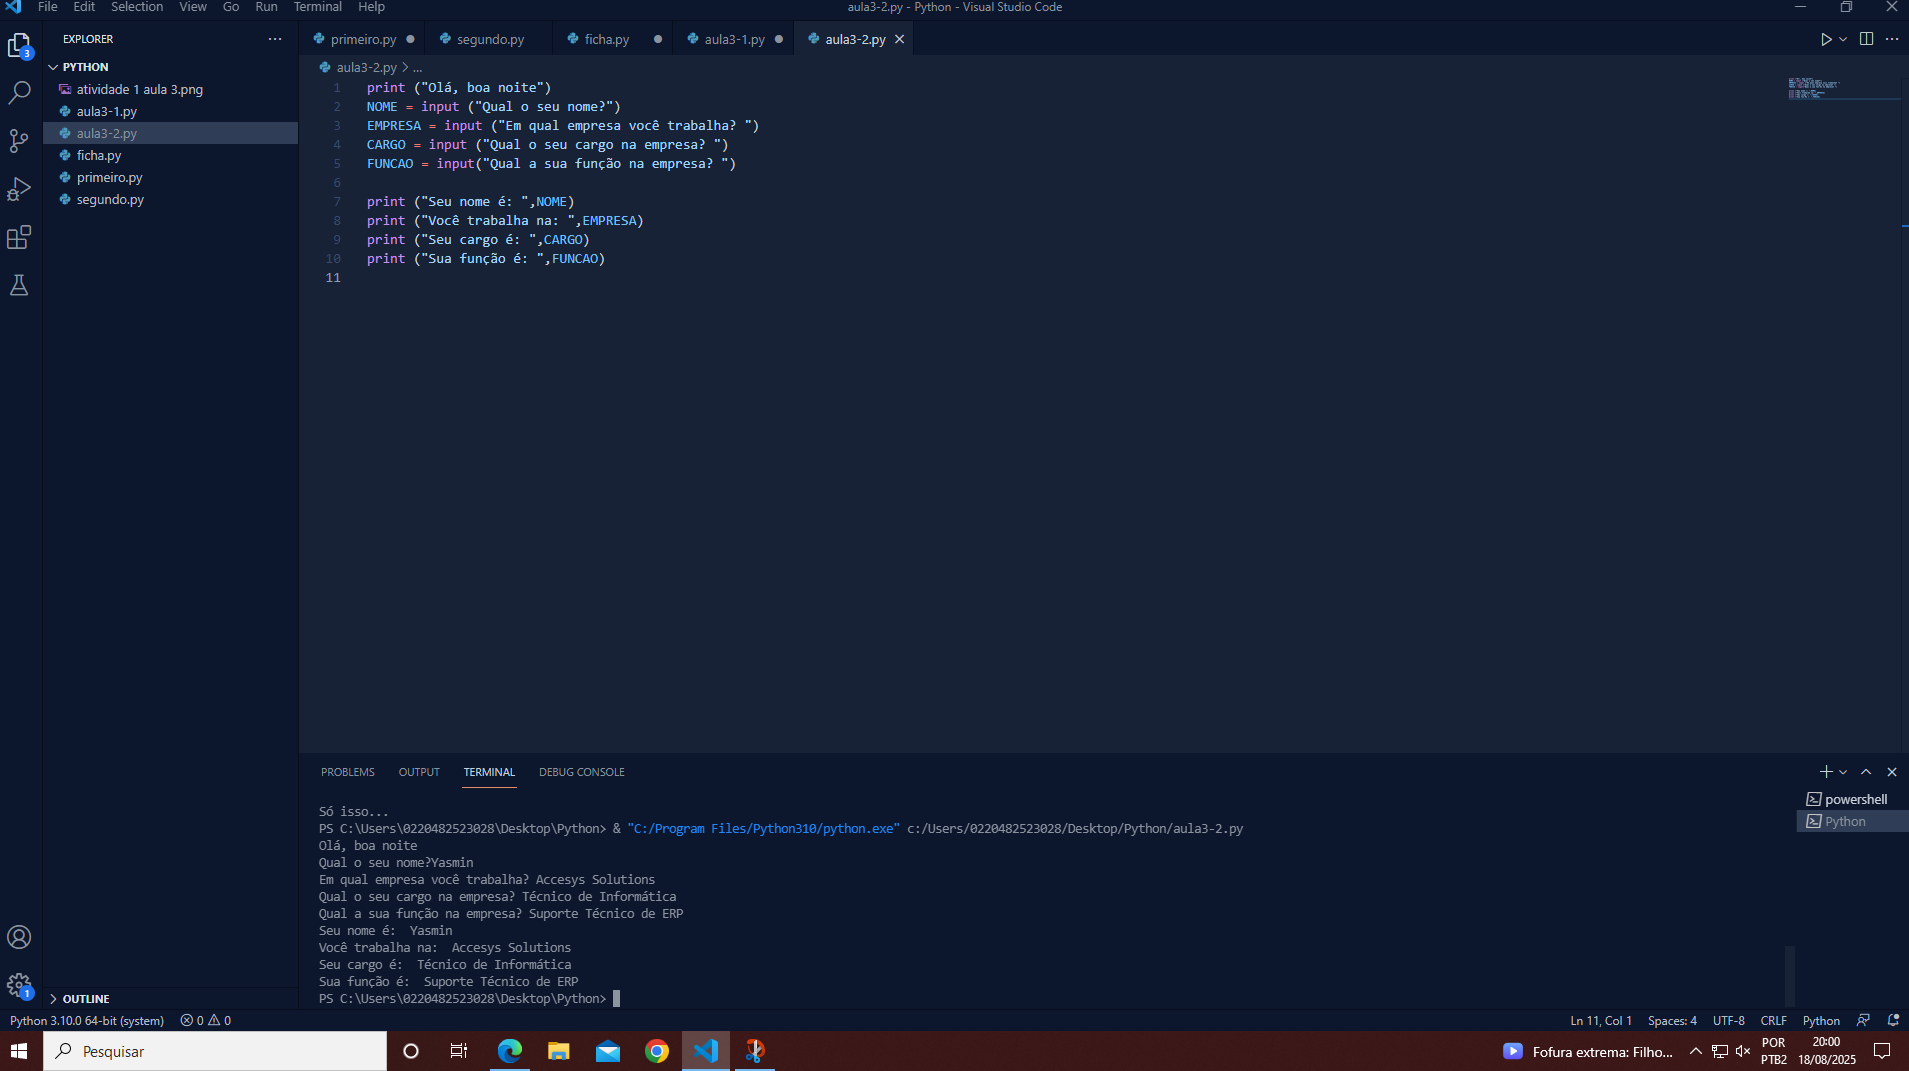 File Edit Selection View Go Run Terminal Help
aula3-2.py - Python - Visual Studio Code
EXPLORER
PYTHON
atividade 1 aula 3.png
aula3-1.py
aula3-2.py
ficha.py
primeiro.py
segundo.py
OUTLINE
3
1
primeiro.py
segundo.py
ficha.py
aula3-1.py
aula3-2.py
aula3-2.py > ...
1 print ("Olá, boa noite")
2 NOME = input ("Qual o seu nome?")
3 EMPRESA = input ("Em qual empresa você trabalha? ")
4 CARGO = input ("Qual o seu cargo na empresa? ")
5 FUNCAO = input("Qual a sua função na empresa? ")
6
7 print ("Seu nome é: ",NOME)
8 print ("Você trabalha na: ",EMPRESA)
9 print ("Seu cargo é: ",CARGO)
10 print ("Sua função é: ",FUNCAO)
11
PROBLEMS OUTPUT TERMINAL DEBUG CONSOLE
Só isso...
PS C:\Users\0220482523028\Desktop\Python> & "C:/Program Files/Python310/python.exe" c:/Users/0220482523028/Desktop/Python/aula3-2.py
Olá, boa noite
Qual o seu nome?Yasmin
Em qual empresa você trabalha? Accesys Solutions
Qual o seu cargo na empresa? Técnico de Informática
Qual a sua função na empresa? Suporte Técnico de ERP
Seu nome é:  Yasmin
Você trabalha na:  Accesys Solutions
Seu cargo é:  Técnico de Informática
Sua função é:  Suporte Técnico de ERP
PS C:\Users\0220482523028\Desktop\Python>
powershell
Python
Python 3.10.0 64-bit (system) 0 0
Ln 11, Col 1 Spaces: 4 UTF-8 CRLF Python
Pesquisar
Fofura extrema: Filho...
POR
PTB2
20:00
18/08/2025